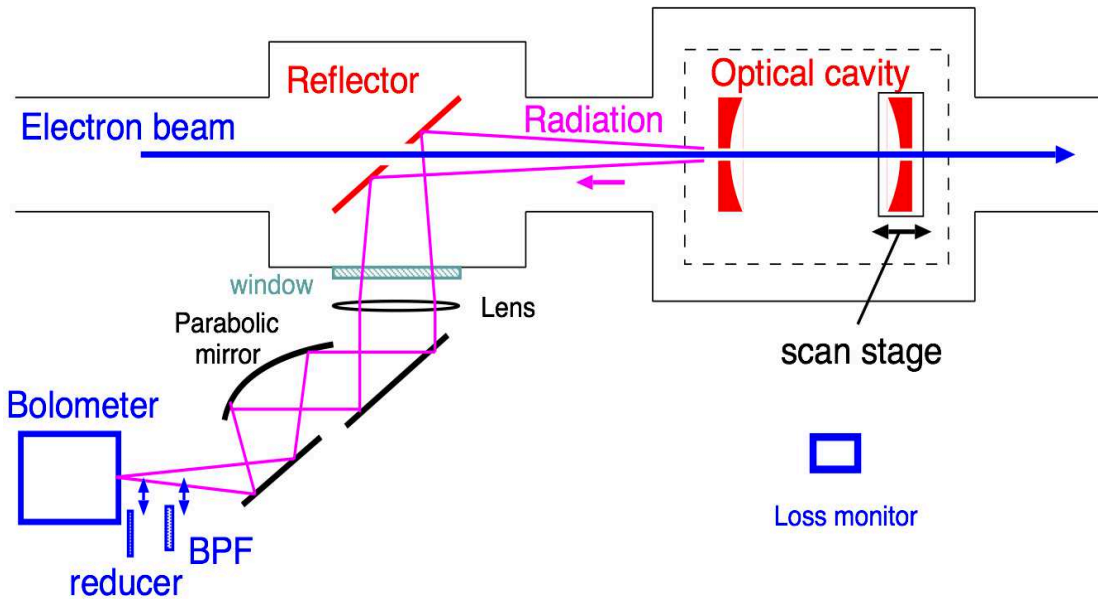 Reflector
Optical cavity
Electron beam
Radiation
window
Lens
Parabolic
mirror
scan stage
Bolometer
Loss monitor
BPF
reducer